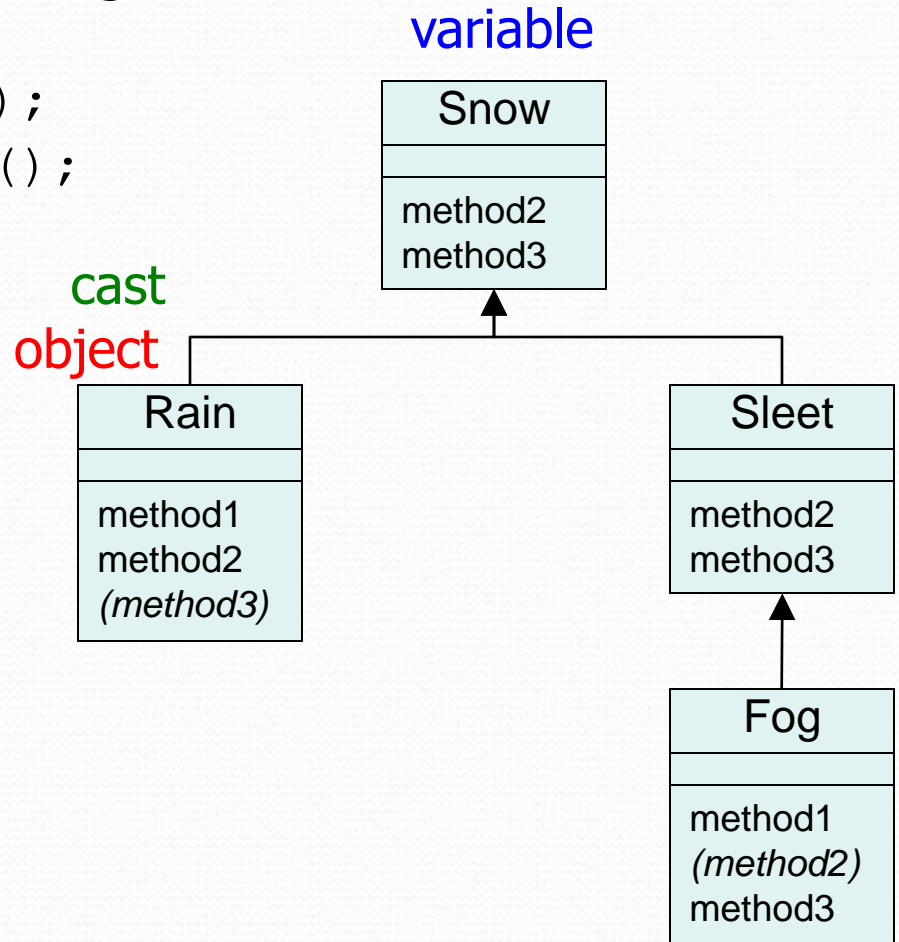 variable
);
();
Snow
method2
method3
cast
object
Rain
method1
method2
(method3)
Sleet
method2
method3
Fog
method1
(method2)
method3